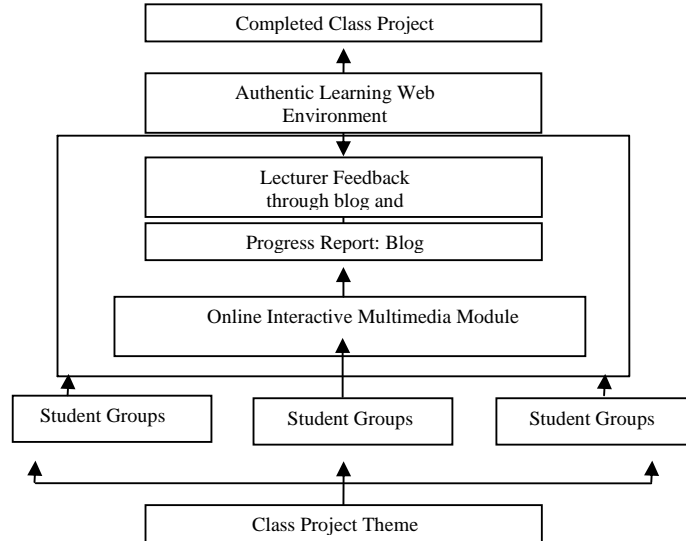 Completed Class Project
Authentic Learning Web
Environment
Lecturer Feedback
through blog and
Progress Report: Blog
Online Interactive Multimedia Module
Student Groups
Student Groups
Student Groups
Class Project Theme